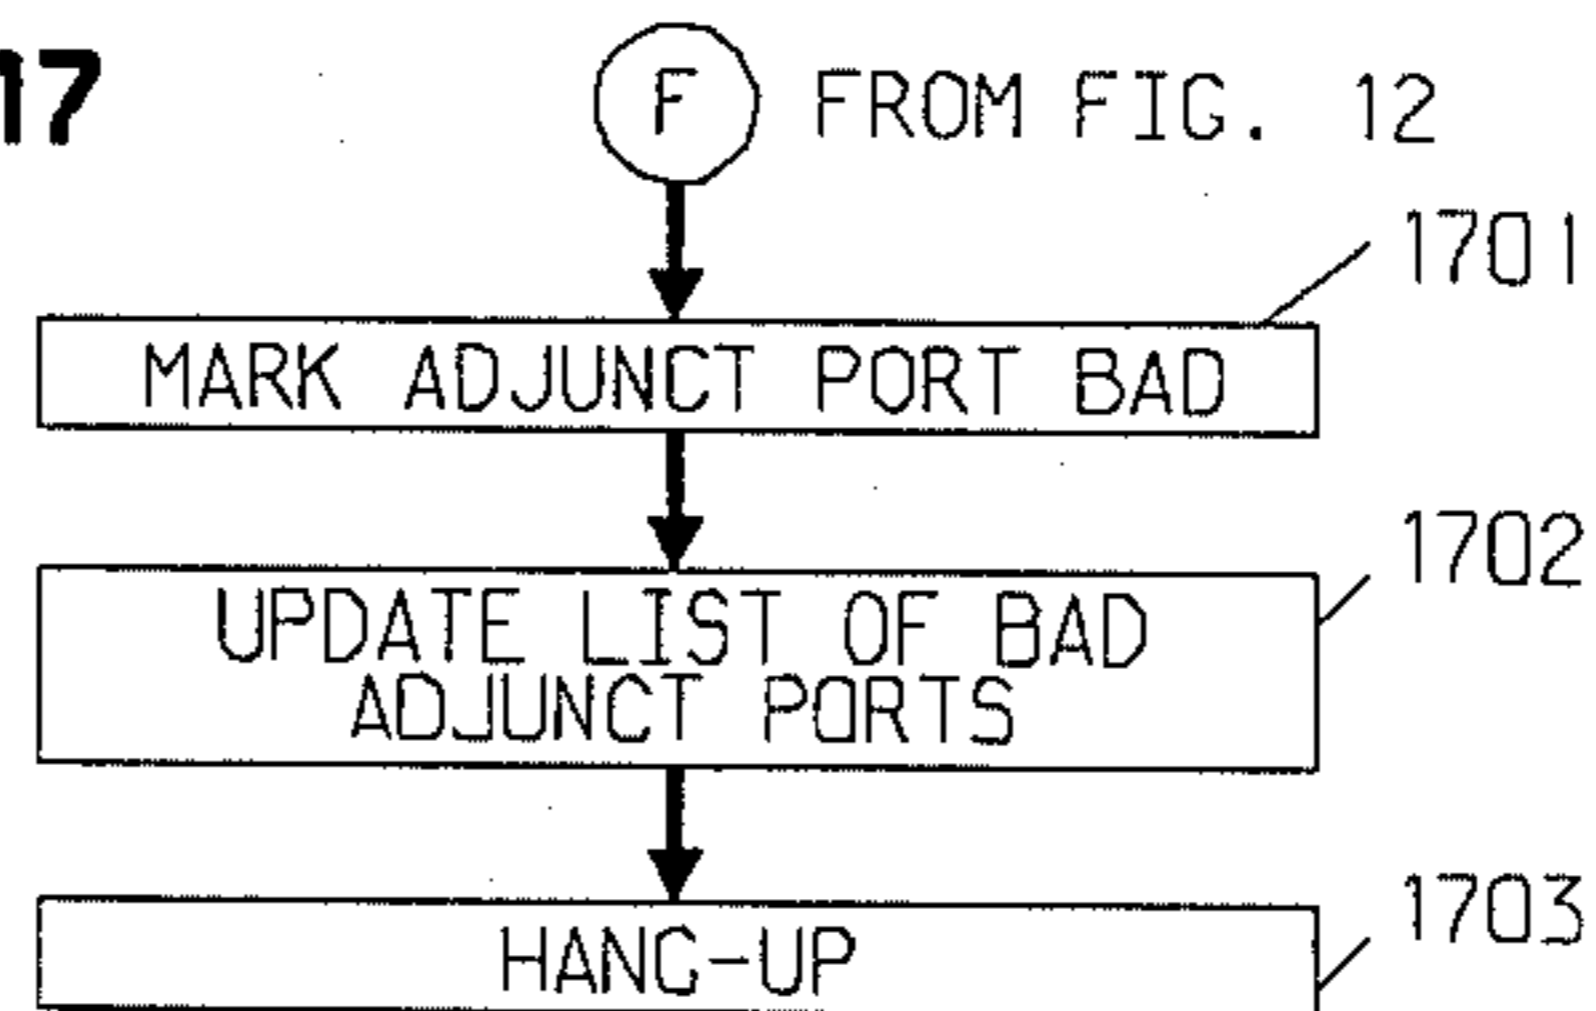 17
F FROM FIG. 12
1701
MARK ADJUNCT PORT BAD
1702
UPDATE LIST OF BAD
ADJUNCT PORTS
1703
HANG-UP